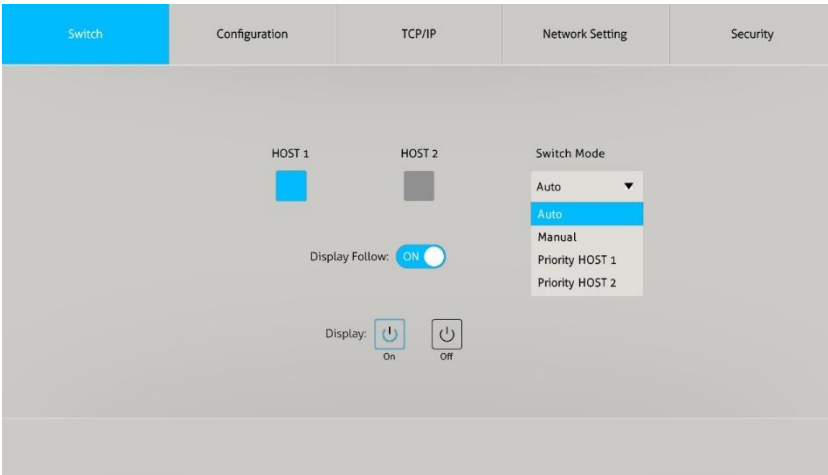 Switch
Configuration
TCP/IP
Network Setting
Security
HOST 1
HOST 2
Switch Mode
Auto
Auto
Manual
Priority HOST 1
Priority HOST 2
Display Follow: ON
Display:
On
Off